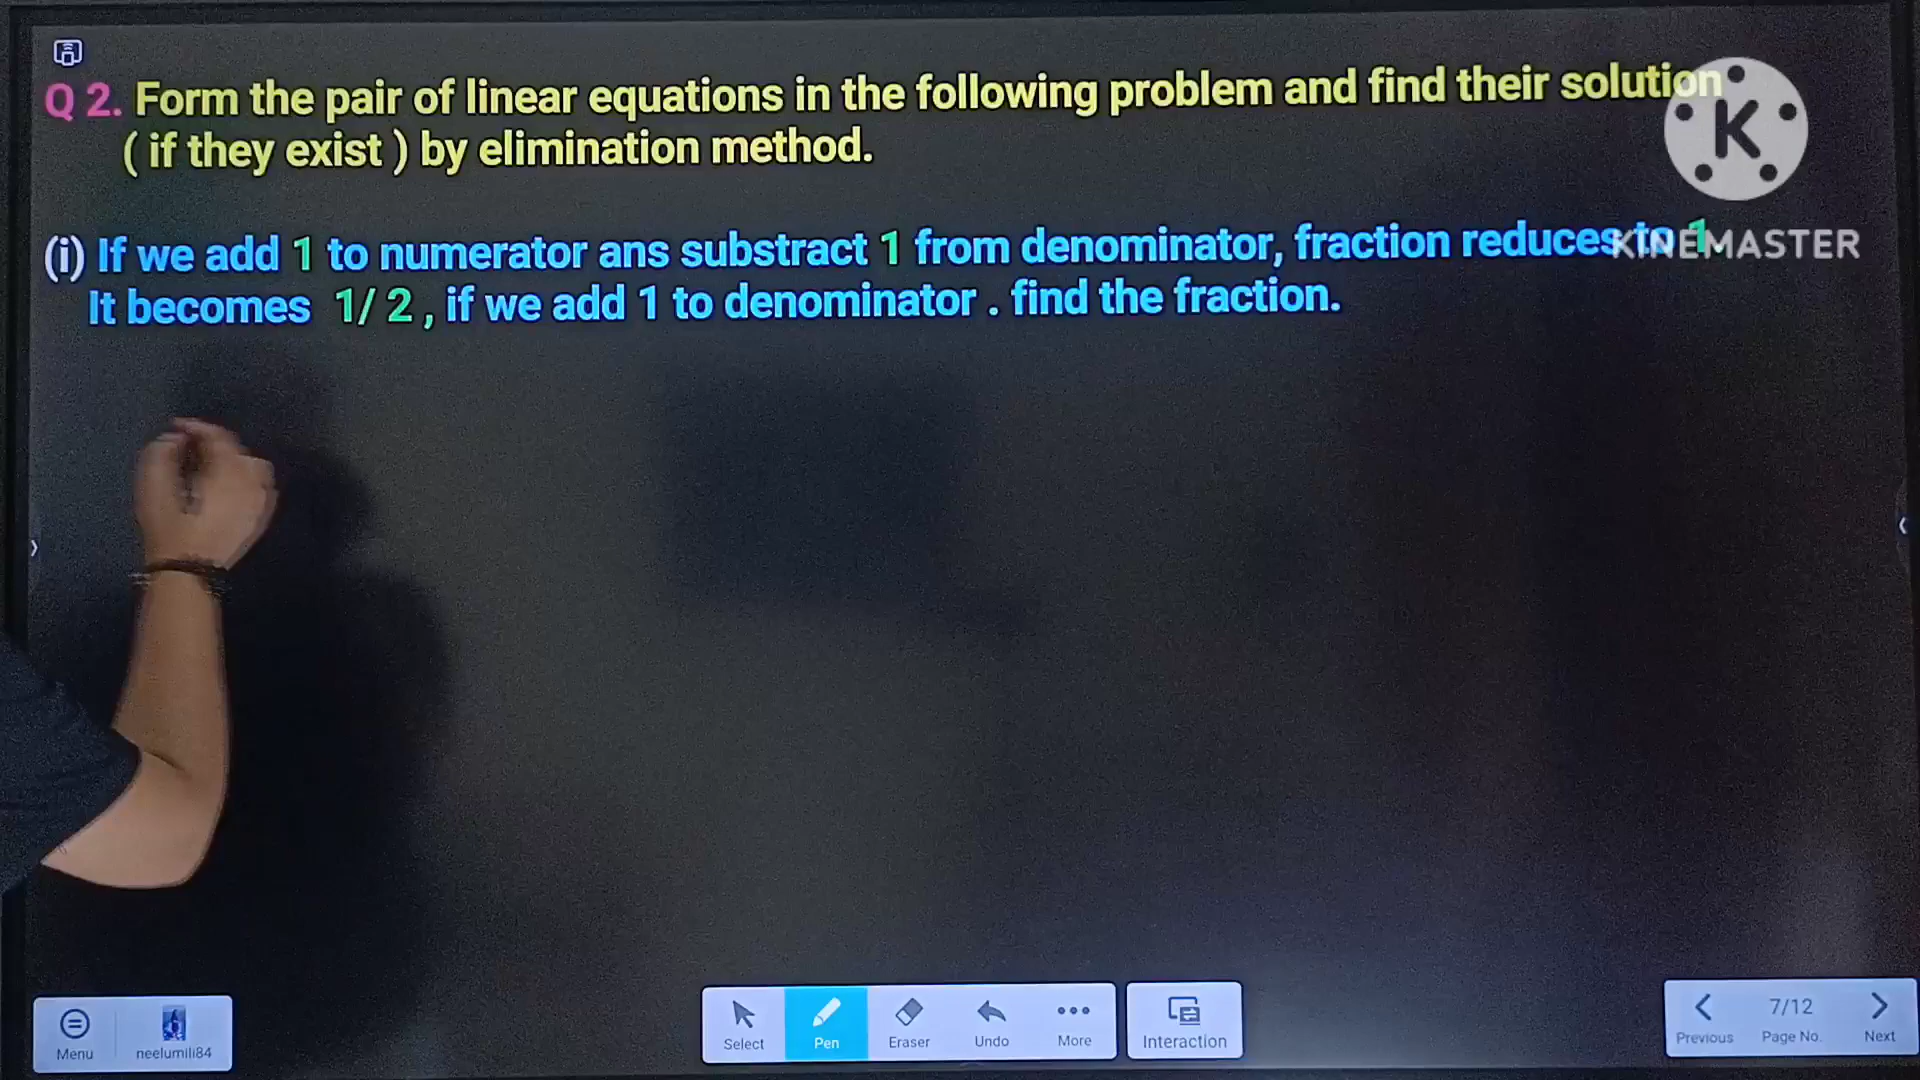 Q 2. Form the pair of linear equations in the following problem and find their solution
( if they exist ) by elimination method.
(i) If we add 1 to numerator ans substract 1 from denominator, fraction reduces to 1.
It becomes 1/ 2 , if we add 1 to denominator . find the fraction.
K
KINEMASTER
Menu
neelumili84
Select
Pen
Eraser
Undo
More
Interaction
Previous
7/12
Page No.
Next